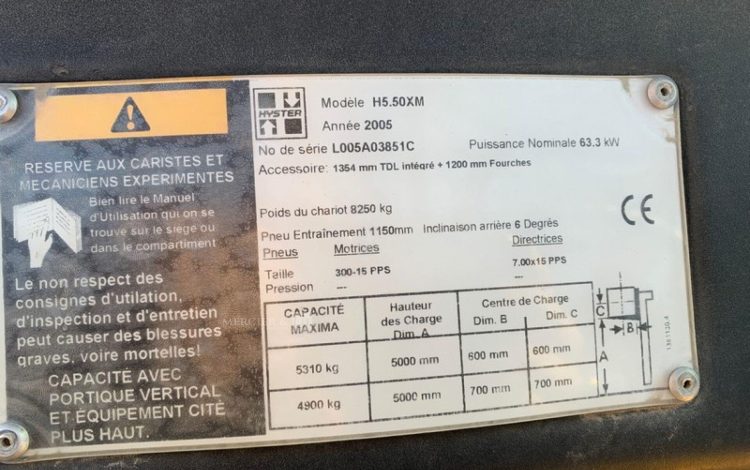 RESERVE AUX CARISTES ET
MECANICIENS EXPERIMENTES
Bien lire le Manuel
d'Utilisation qui on se
trouve sur le siege ou
dans le compartiment
Le non respect des
consignes d'utilation,
d'inspection et d'entretien
peut causer des blessures
graves, voire mortelles!
CAPACITÉ AVEC
PORTIQUE VERTICAL
ET ÉQUIPEMENT CITÉ
PLUS HAUT.
HYSTER
Modèle H5.50XM
Année 2005
No de série L005A03851C Puissance Nominale 63.3 kW
Accessoire: 1354 mm TDL intégré + 1200 mm Fourches
Poids du chariot 8250 kg
Pneu Entraînement 1150mm Inclinaison arrière 6 Degrés
Pneus Motrices Directrices
Taille 300-15 PPS 7.00x15 PPS
Pression --- ---
CAPACITÉ MAXIMA Hauteur des Charge Dim. A Centre de Charge Dim. B Dim. C
5310 kg 5000 mm 600 mm 600 mm
4900 kg 5000 mm 700 mm 700 mm
CE
C
B
A